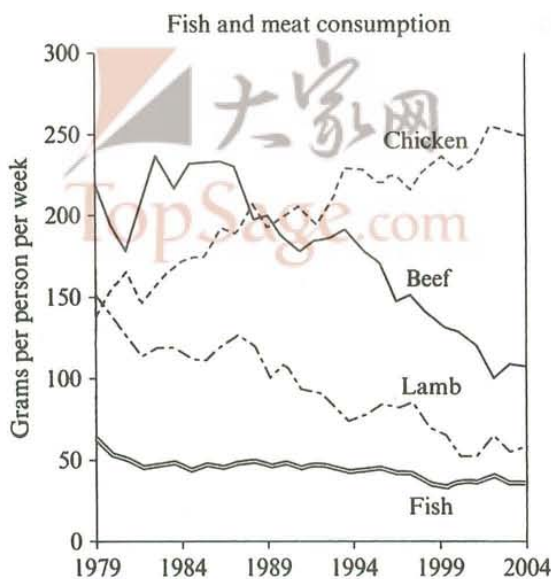 Fish and meat consumption
300
大家网
250
Chicken
TopSage.com
200
150
Beef
Lamb
100
50
Fish
0
Grams per person per week
1979
1984
1989
1994
1999
2004